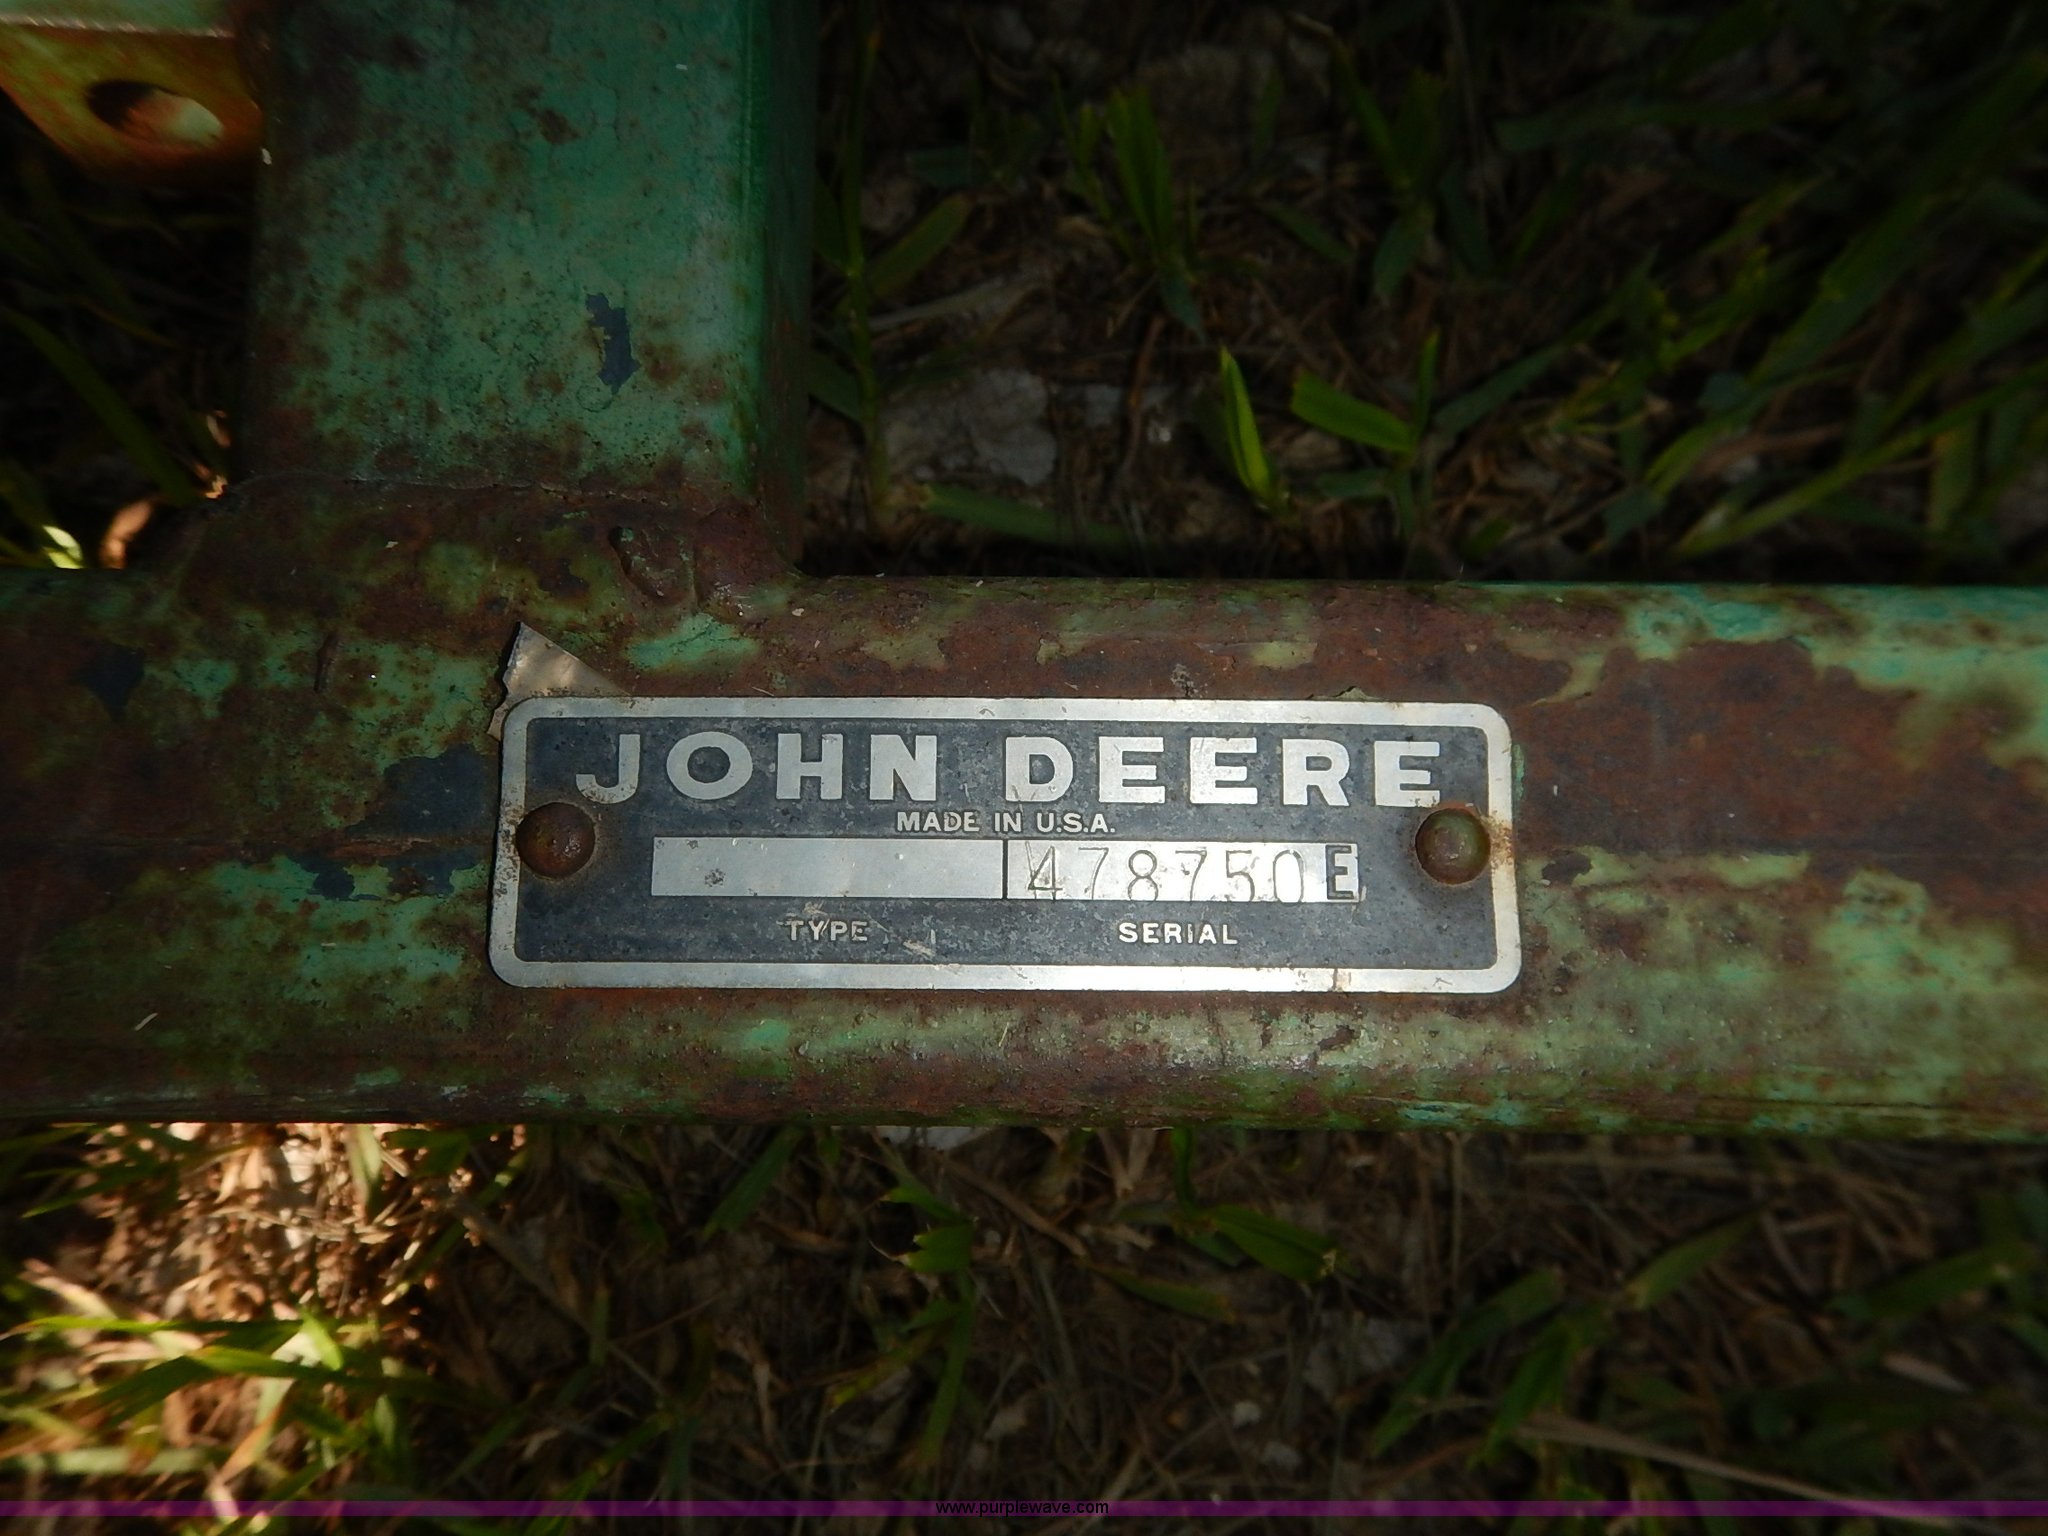 JOHN DEERE
MADE IN U.S.A.
478750E
TYPE SERIAL
www.purplewave.com